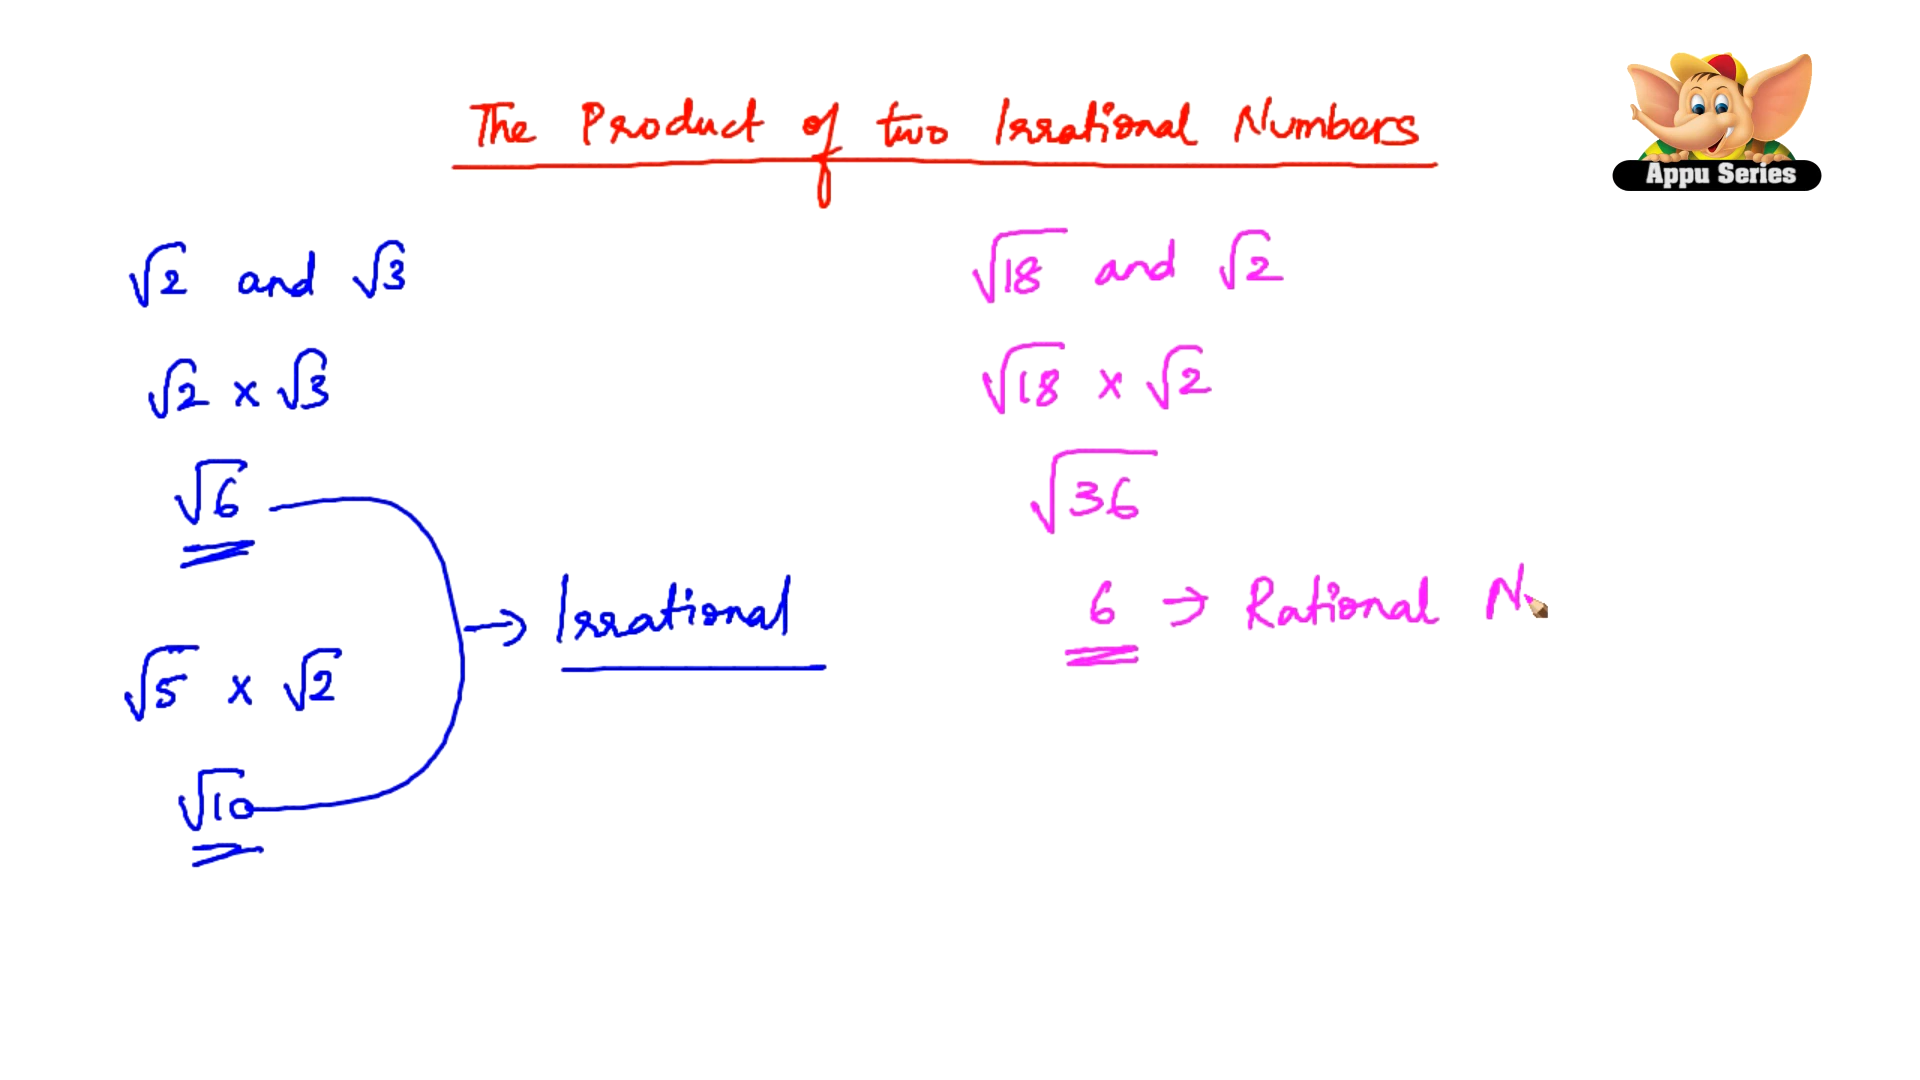 The Product of two Irrational Numbers
Appu Series
√2 and √3
√2 x √3
√6
√5 x √2
√10
→ Irrational
√18 and √2
√18 x √2
√36
6 → Rational N